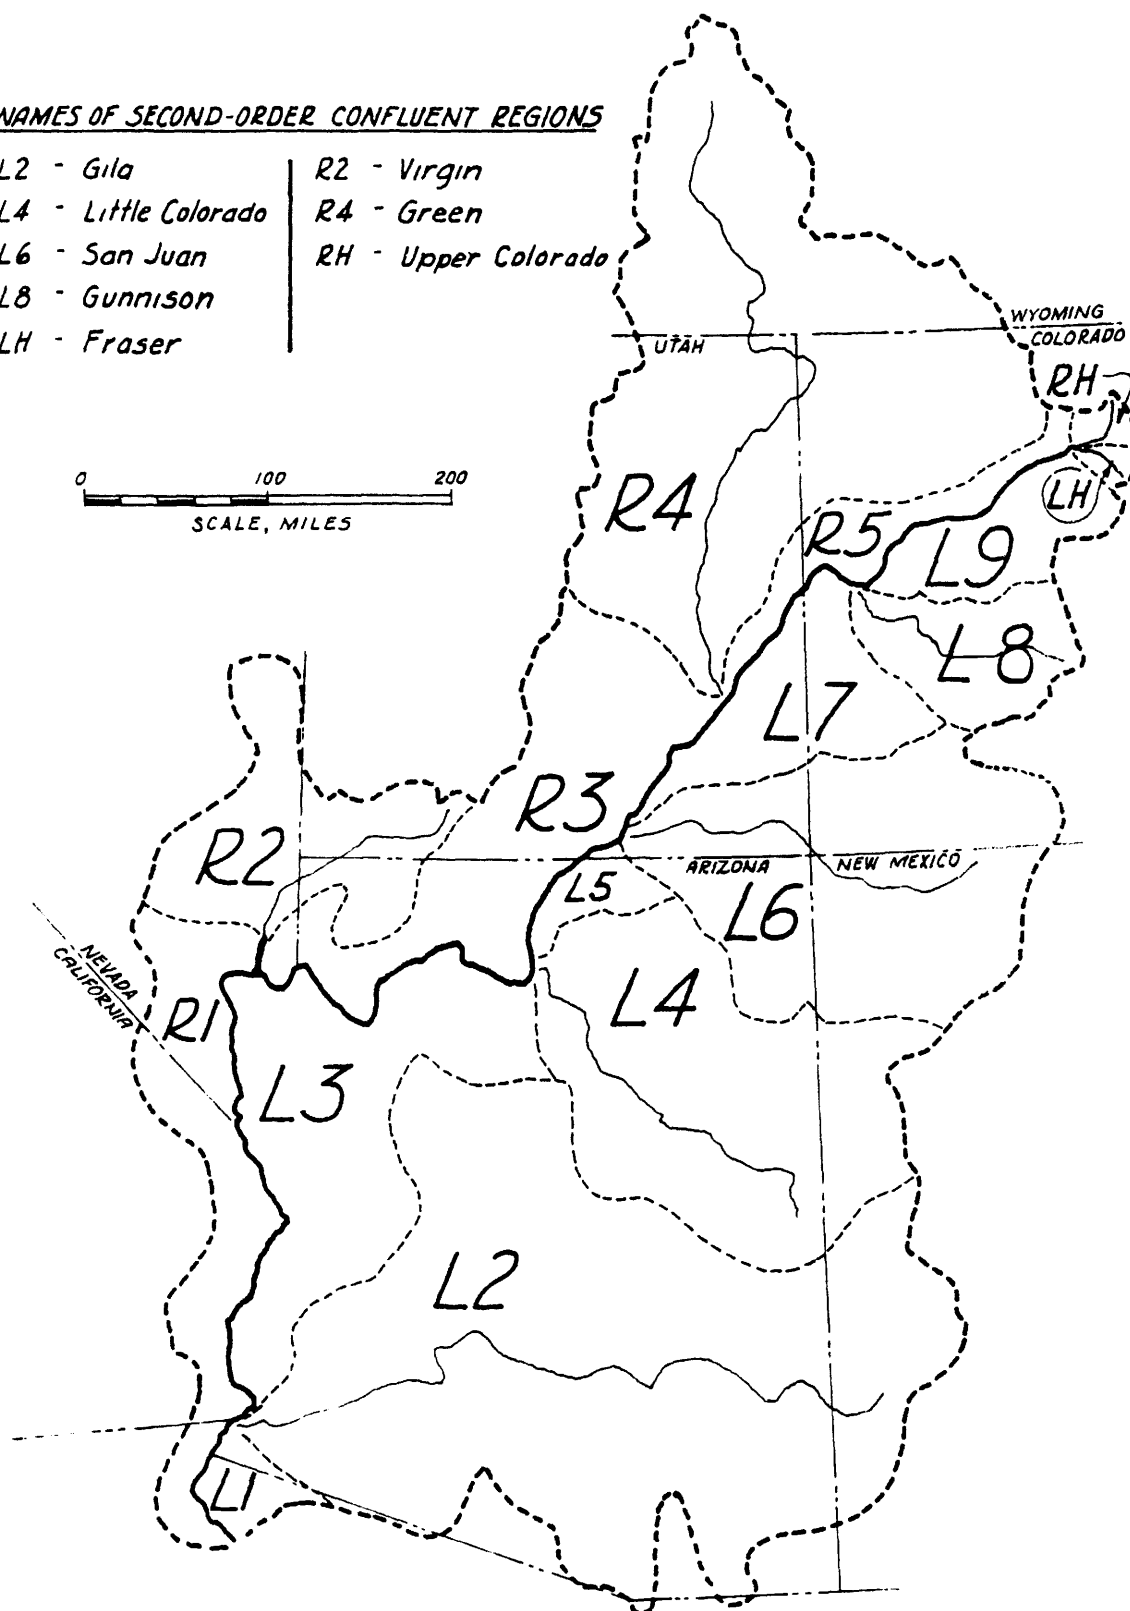 NAMES OF SECOND-ORDER CONFLUENT REGIONS
L2 - Gila
L4 - Little Colorado
L6 - San Juan
L8 - Gunnison
LH - Fraser
R2 - Virgin
R4 - Green
RH - Upper Colorado
0 100 200
SCALE, MILES
WYOMING
COLORADO
UTAH
RH
LH
R4
R5
L9
L8
L7
R3
R2
ARIZONA
NEW MEXICO
L5
L6
NEVADA
CALIFORNIA
L4
R1
L3
L2
L1